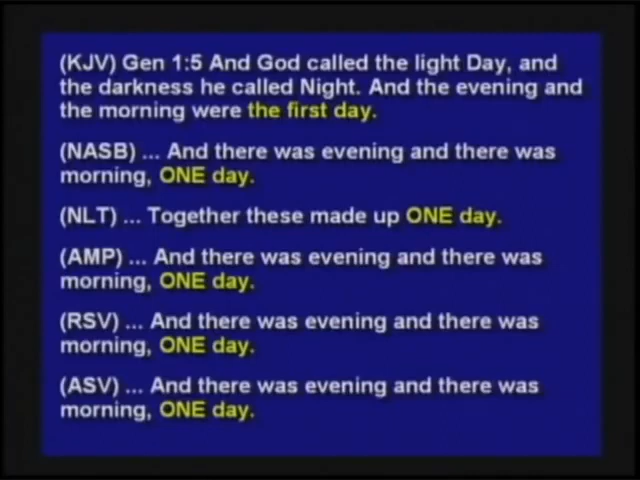 (KJV) Gen 1:5 And God called the light Day, and
the darkness he called Night. And the evening and
the morning were the first day.
(NASB) ... And there was evening and there was
morning, ONE day.
(NLT) ... Together these made up ONE day.
(AMP) ... And there was evening and there was
morning, ONE day.
(RSV) ... And there was evening and there was
morning, ONE day.
(ASV) ... And there was evening and there was
morning, ONE day.